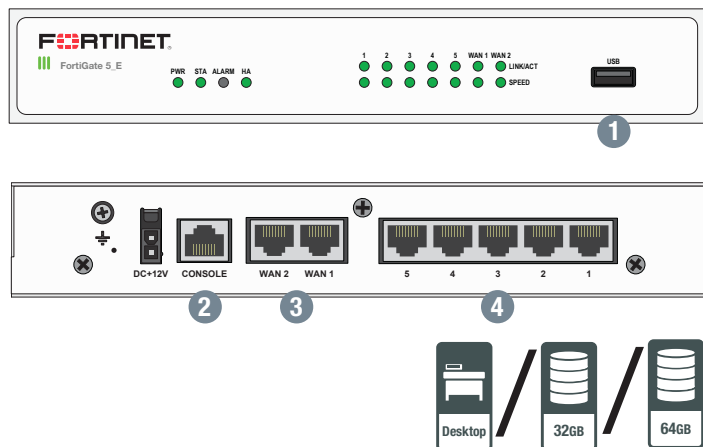 FORTINET
FortiGate 5_E
PWR STA ALARM HA
1 2 3 4 5 WAN 1 WAN 2
LINK/ACT
SPEED
USB
1
DC+12V CONSOLE WAN 2 WAN 1 5 4 3 2 1
2 3 4
Desktop 32GB 64GB